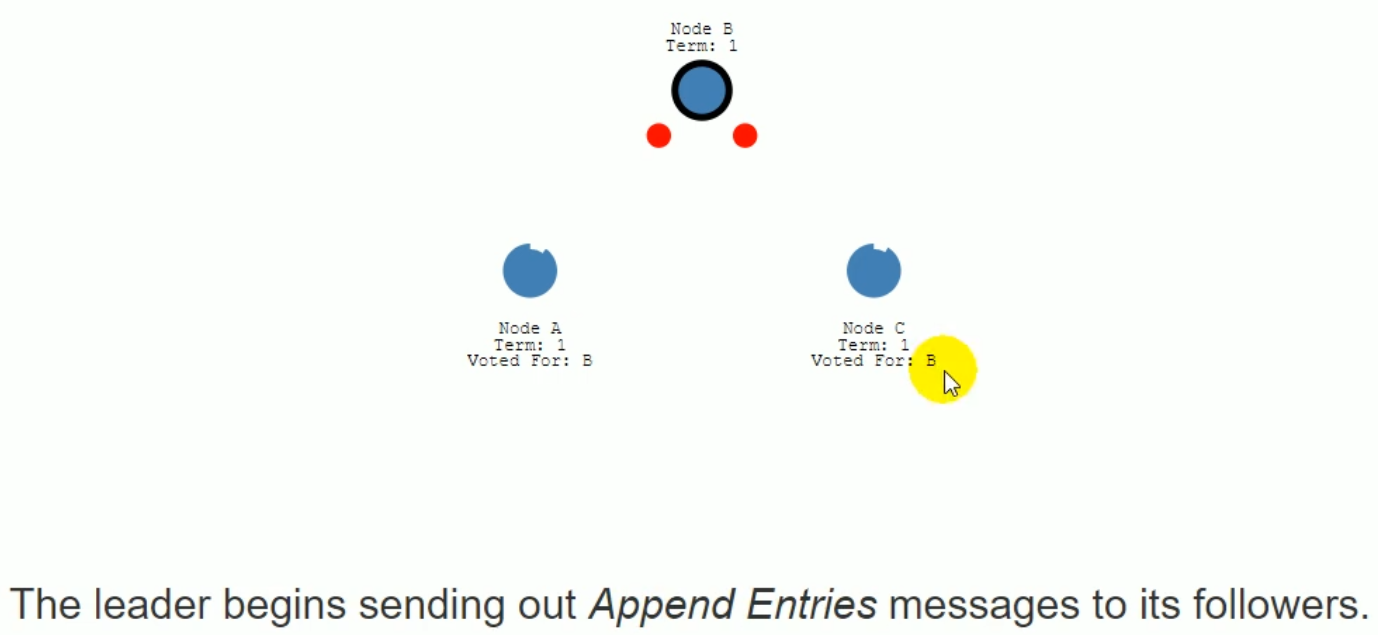 Node B
Term: 1
Node A
Term: 1
Voted For: B
Node C
Term: 1
Voted For: B
The leader begins sending out Append Entries messages to its followers.